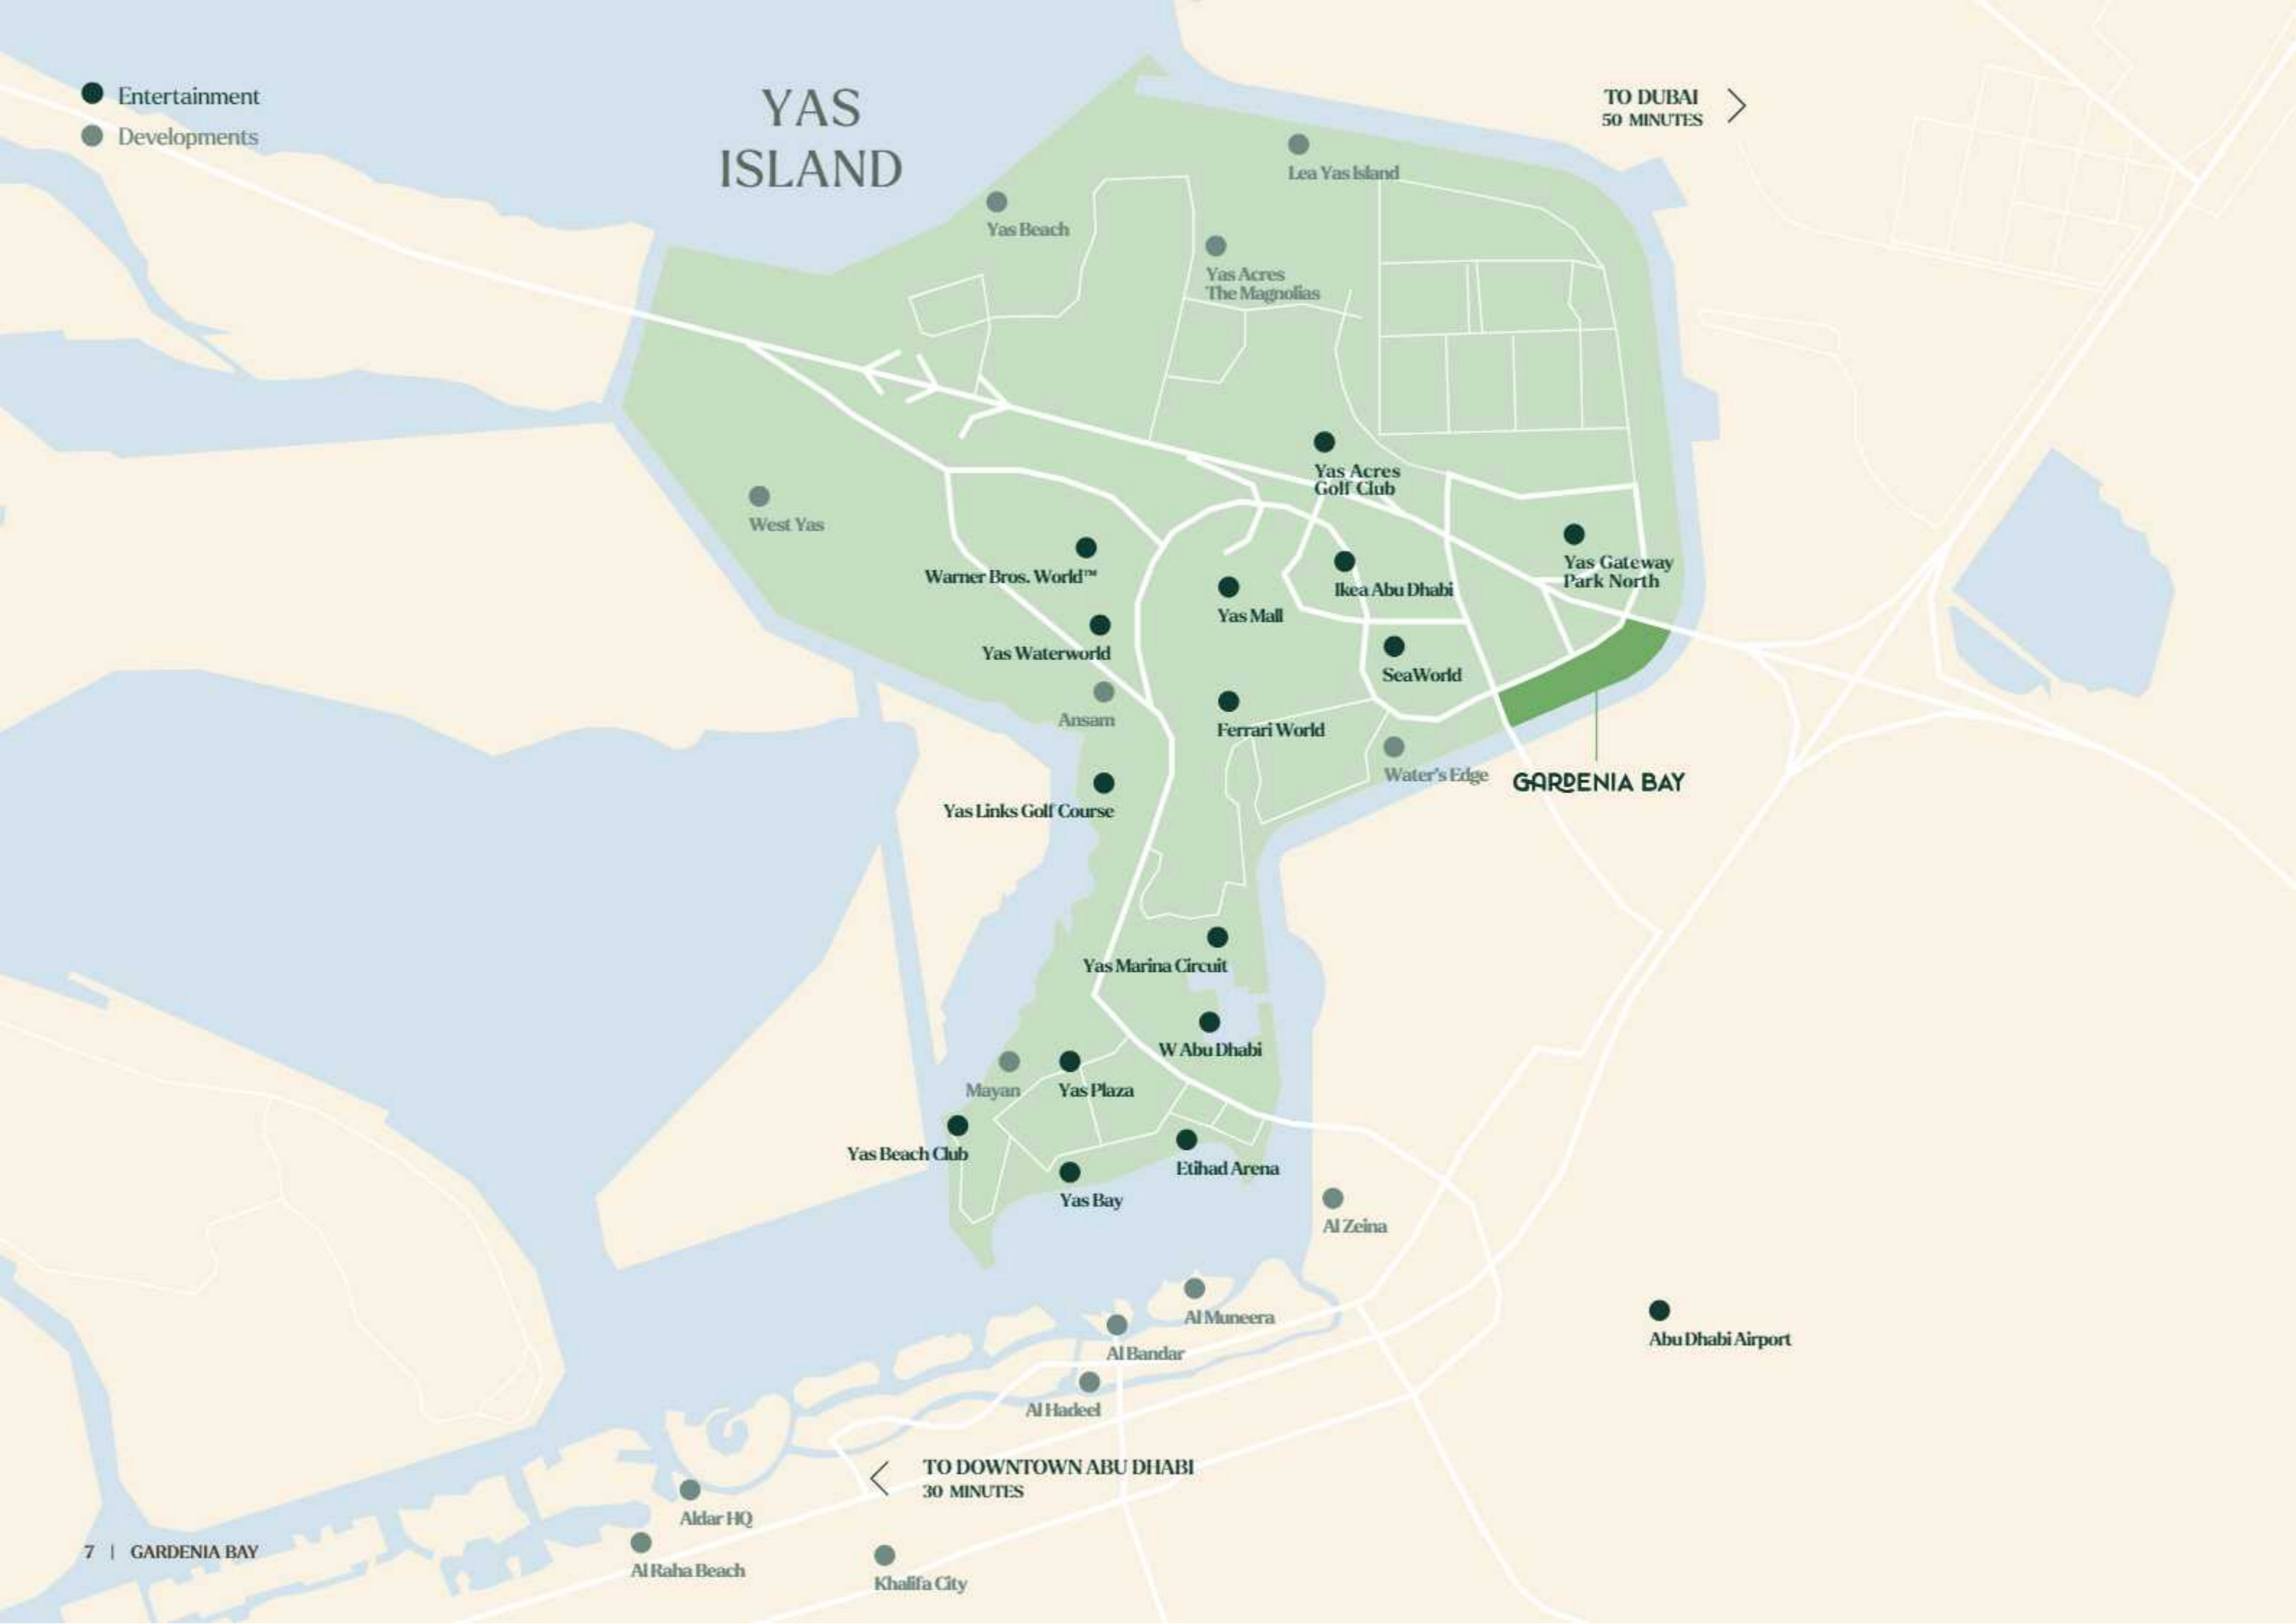 Entertainment
Developments
YAS
ISLAND
TO DUBAI
50 MINUTES
Lea Yas Island
Yas Beach
Yas Acres
The Magnolias
Yas Acres
Golf Club
West Yas
Warner Bros. World™
Yas Gateway
Park North
Ikea Abu Dhabi
Yas Mall
Yas Waterworld
SeaWorld
Ansam
Ferrari World
Water's Edge
GARDENIA BAY
Yas Links Golf Course
Yas Marina Circuit
W Abu Dhabi
Mayan
Yas Plaza
Yas Beach Club
Etihad Arena
Yas Bay
Al Zeina
Al Muneera
Abu Dhabi Airport
Al Bandar
Al Hadeel
TO DOWNTOWN ABU DHABI
30 MINUTES
Aldar HQ
7 | GARDENIA BAY
Al Raha Beach
Khalifa City